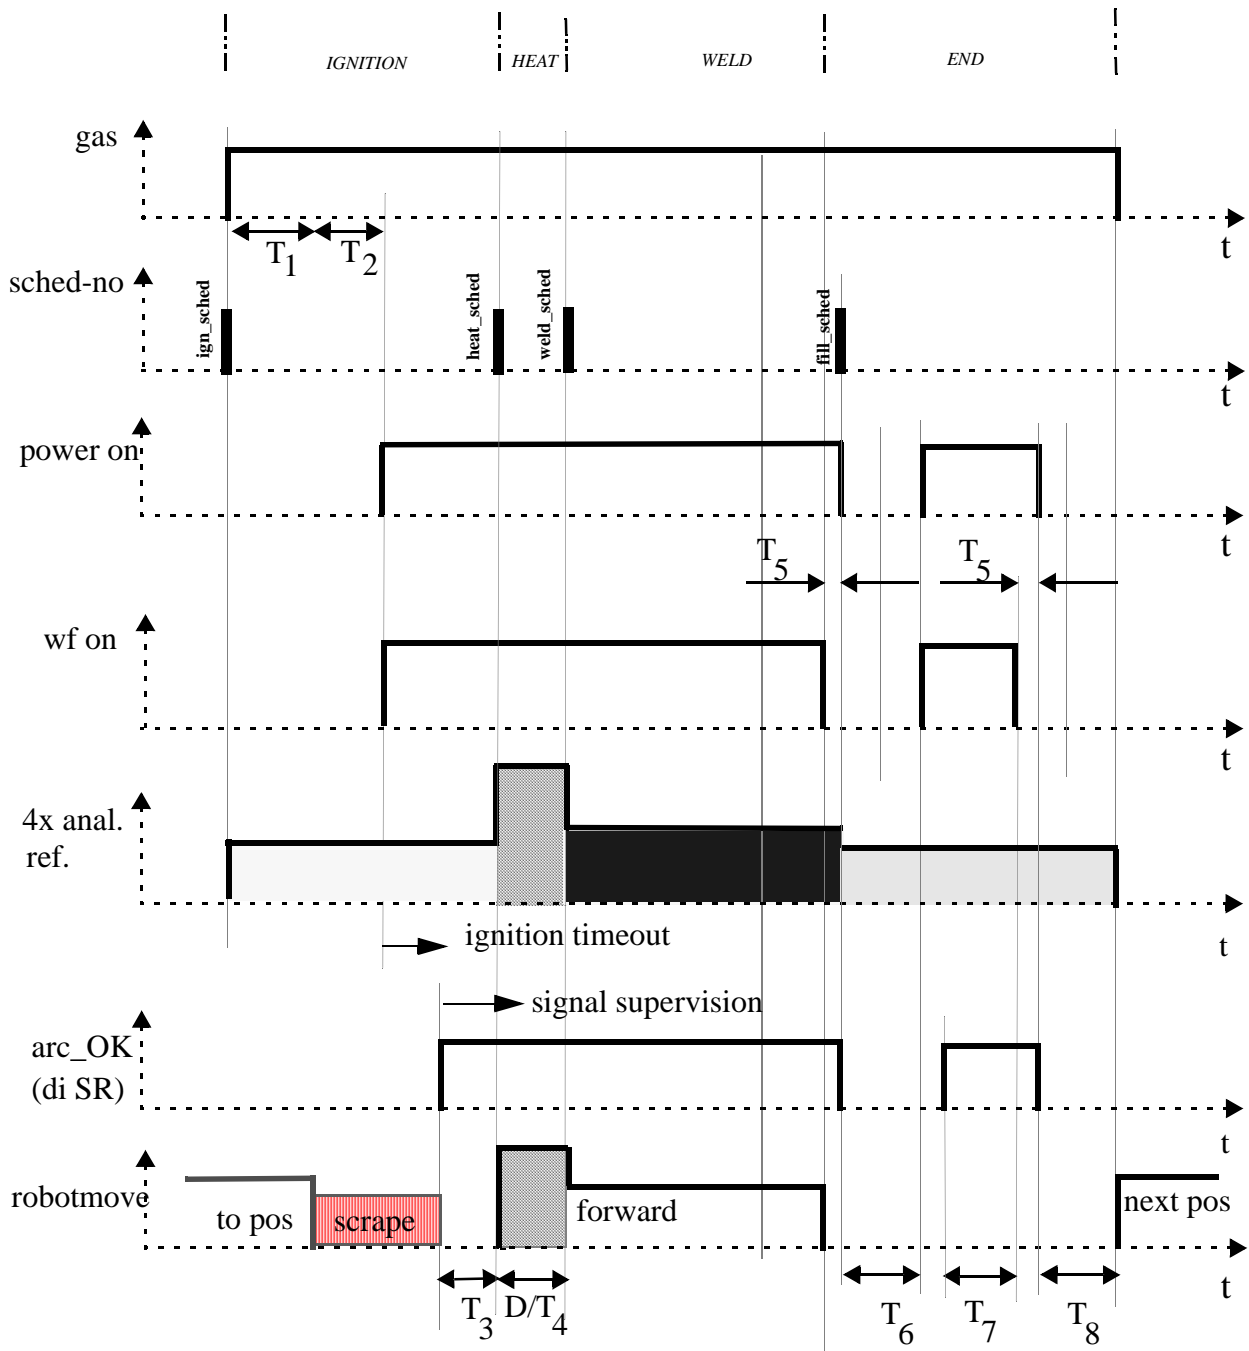 IGNITION HEAT WELD END
gas
T1 T2 t
sched-no
ign_sched heat_sched weld_sched fill_sched
t
power on
t
T5 T5
wf on
t
4x anal.
ref.
ignition timeout t
signal supervision
arc_OK
(di SR)
t
robotmove to pos scrape forward next pos
t
T3 D/T4 T6 T7 T8